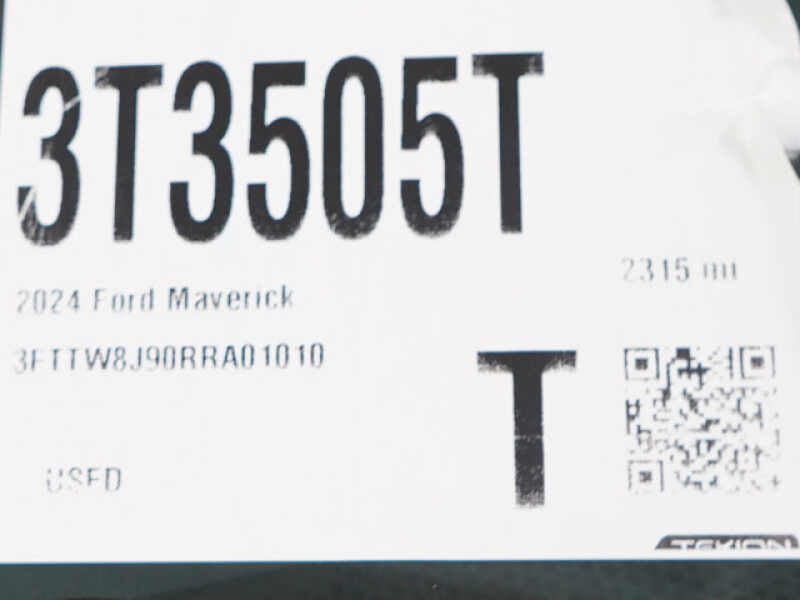 3T3505T
2315 mi
2024 Ford Maverick
3FTTW8J90RRA01010
T
USED
TEKION